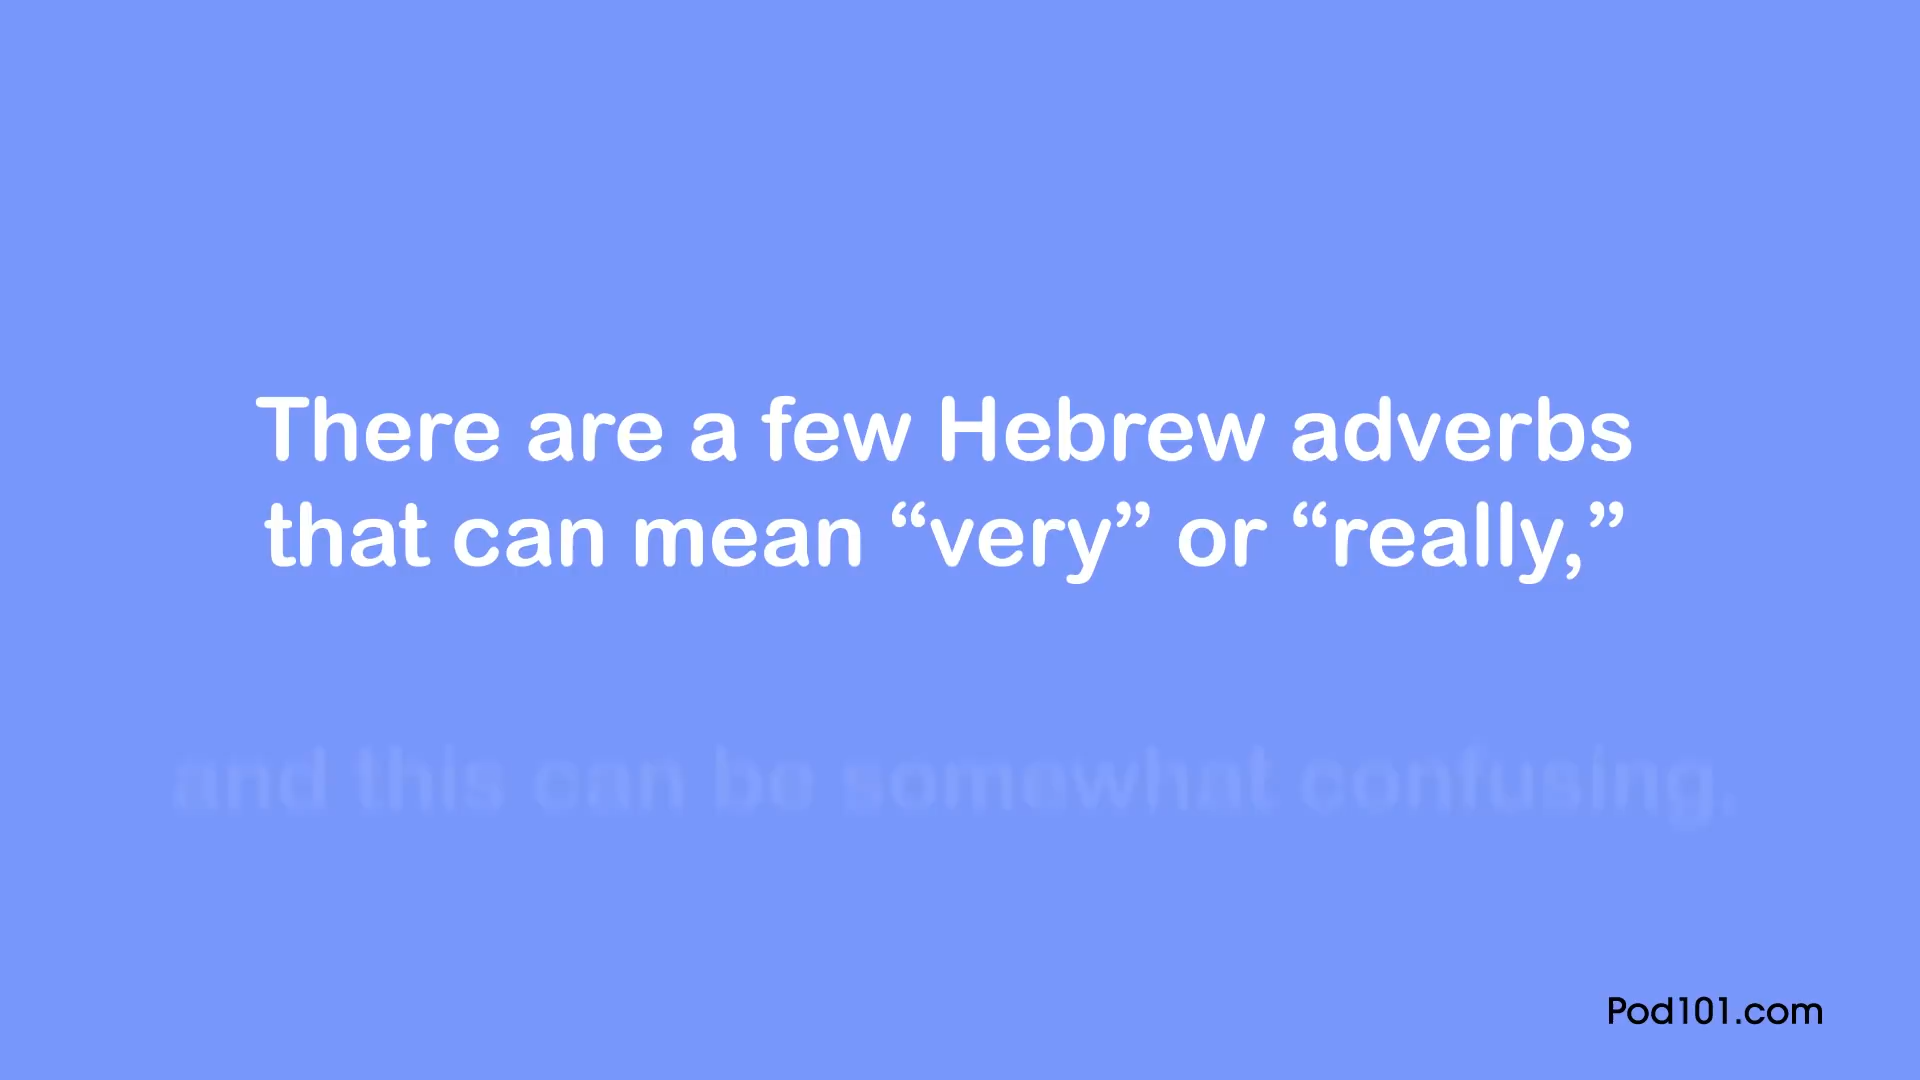 There are a few Hebrew adverbs
that can mean “very” or “really,”
and this can be somewhat confusing.
Pod101.com